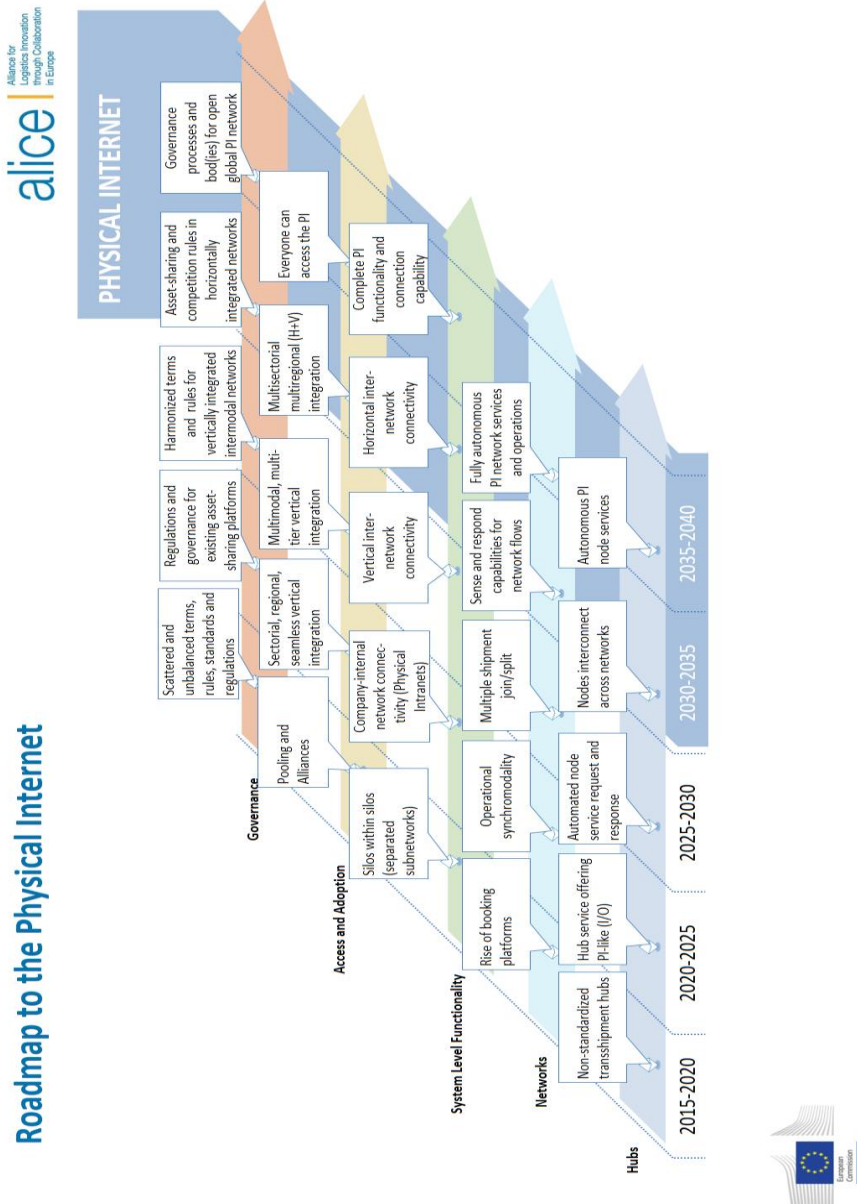 Roadmap to the Physical Internet
alice
Alliance for
Logistics Innovation
through Collaboration
in Europe
PHYSICAL INTERNET
Governance
Scattered and
unbalanced terms,
rules, standards and
regulations
Regulations and
governance for
existing asset-
sharing platforms
Harmonized terms
and rules for
vertically integrated
intermodal networks
Asset-sharing and
competition rules in
horizontally
integrated networks
Governance
processes and
bod(ies) for open
global PI network
Access and Adoption
Pooling and
Alliances
Sectorial, regional,
seamless vertical
integration
Multimodal, multi-
tier vertical
integration
Multisectorial
multiregional (H+V)
integration
Everyone can
access the PI
System Level Functionality
Silos within silos
(separated
subnetworks)
Company-internal
network connec-
tivity (Physical
Intranets)
Vertical inter-
network
connectivity
Horizontal inter-
network
connectivity
Complete PI
functionality and
connection
capability
Networks
Rise of booking
platforms
Operational
synchromodality
Multiple shipment
join/split
Sense and respond
capabilities for
network flows
Fully autonomous
PI network services
and operations
Hubs
Non-standardized
transshipment hubs
Hub service offering
PI-like (I/O)
Automated node
service request and
response
Nodes interconnect
across networks
Autonomous PI
node services
2015-2020
2020-2025
2025-2030
2030-2035
2035-2040
European
Commission